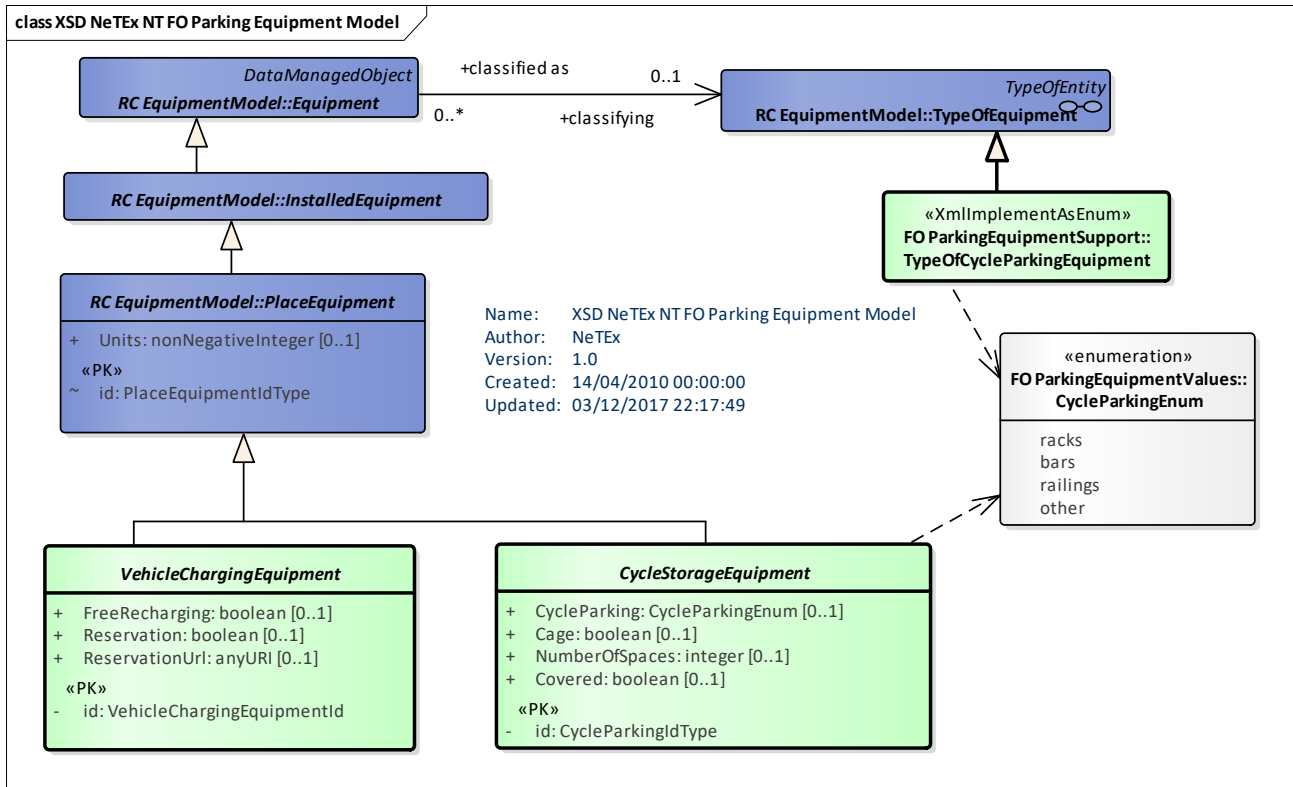 class XSD NeTEx NT FO Parking Equipment Model
DataManagedObject
RC EquipmentModel::Equipment
+classified as
0..1
0..*
+classifying
TypeOfEntity
RC EquipmentModel::TypeOfEquipment
RC EquipmentModel::InstalledEquipment
«XmlImplementAsEnum»
FO ParkingEquipmentSupport::
TypeOfCycleParkingEquipment
RC EquipmentModel::PlaceEquipment
+ Units: nonNegativeInteger [0..1]
«PK»
~ id: PlaceEquipmentIdType
Name: XSD NeTEx NT FO Parking Equipment Model
Author: NeTEx
Version: 1.0
Created: 14/04/2010 00:00:00
Updated: 03/12/2017 22:17:49
«enumeration»
FO ParkingEquipmentValues::
CycleParkingEnum
racks
bars
railings
other
VehicleChargingEquipment
+ FreeRecharging: boolean [0..1]
+ Reservation: boolean [0..1]
+ ReservationUrl: anyURI [0..1]
«PK»
- id: VehicleChargingEquipmentId
CycleStorageEquipment
+ CycleParking: CycleParkingEnum [0..1]
+ Cage: boolean [0..1]
+ NumberOfSpaces: integer [0..1]
+ Covered: boolean [0..1]
«PK»
- id: CycleParkingIdType